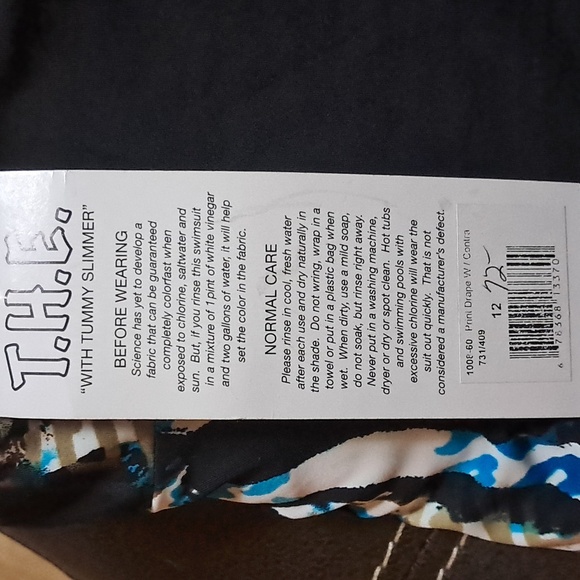 T.H.E.
"WITH TUMMY SLIMMER"
BEFORE WEARING
Science has yet to develop a
fabric that can be guaranteed
completely colorfast when
exposed to chlorine, saltwater and
sun. But, if you rinse this swimsuit
in a mixture of 1 pint of white vinegar
and two gallons of water, it will help
set the color in the fabric.
NORMAL CARE
Please rinse in cool, fresh water
after each use and dry naturally in
the shade. Do not wring, wrap in a
towel or put in a plastic bag when
wet. When dirty, use a mild soap,
do not soak, but rinse right away.
Never put in a washing machine,
dryer or dry or spot clean. Hot tubs
and swimming pools with
excessive chlorine will wear the
suit out quickly. That is not
considered a manufacturer's defect.
Print Drape W / Contra
731/409
12 72-
6 76368 13370